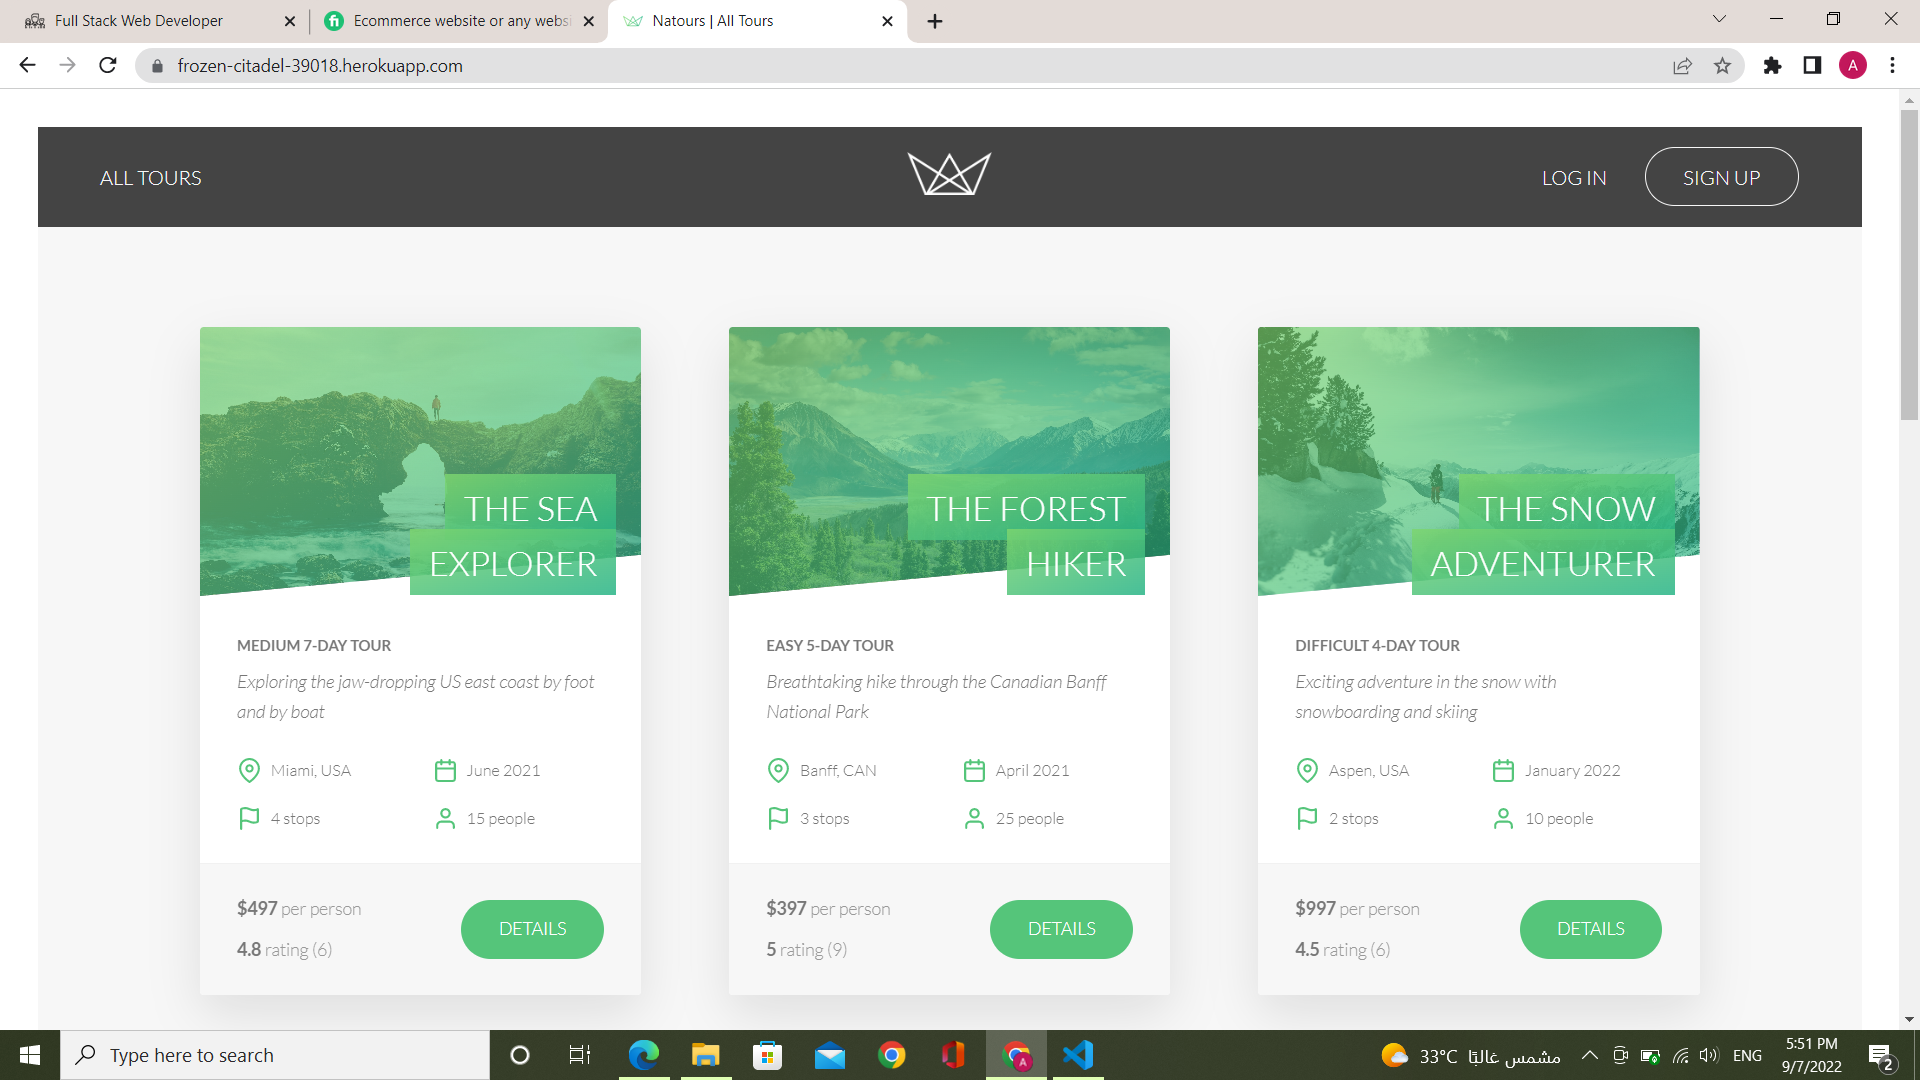 Full Stack Web Developer
Ecommerce website or any websi
Natours | All Tours
frozen-citadel-39018.herokuapp.com
A
ALL TOURS
LOG IN
SIGN UP
THE SEA
EXPLORER
MEDIUM 7-DAY TOUR
Exploring the jaw-dropping US east coast by foot
and by boat
Miami, USA
June 2021
4 stops
15 people
$497 per person
4.8 rating (6)
DETAILS
THE FOREST
HIKER
EASY 5-DAY TOUR
Breathtaking hike through the Canadian Banff
National Park
Banff, CAN
April 2021
3 stops
25 people
$397 per person
5 rating (9)
DETAILS
THE SNOW
ADVENTURER
DIFFICULT 4-DAY TOUR
Exciting adventure in the snow with
snowboarding and skiing
Aspen, USA
January 2022
2 stops
10 people
$997 per person
4.5 rating (6)
DETAILS
Type here to search
33°C مشمس غالبًا
ENG
5:51 PM
9/7/2022
2